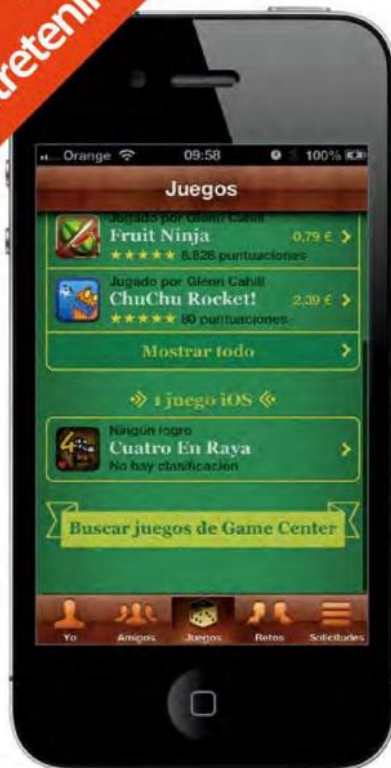 Orange 09:58 100%
Juegos
Jugado por Glenn Cahill
Fruit Ninja 0,79 €
8.828 puntuaciones
Jugado por Glenn Cahill
ChuChu Rocket! 2,39 €
80 puntuaciones
Mostrar todo
1 juego iOS
Ningún logro
Cuatro En Raya
No hay clasificación
Buscar juegos de Game Center
Yo Amigos Juegos Retos Solicitudes